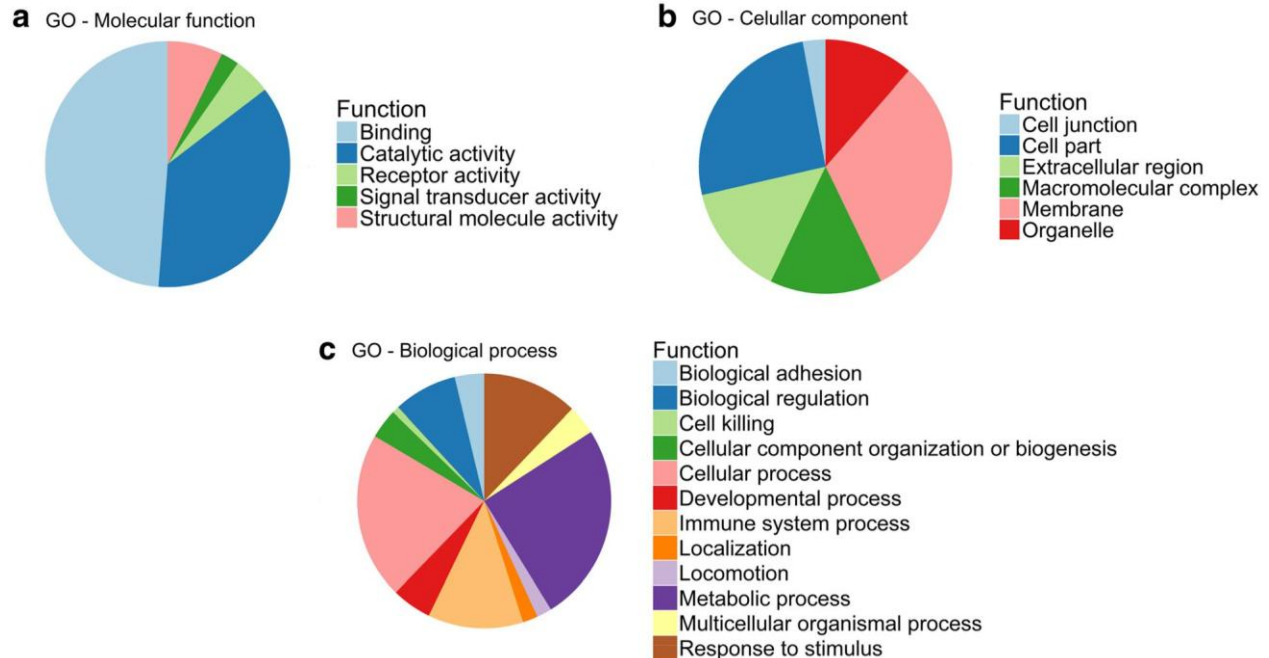 a GO - Molecular function
Function
Binding
Catalytic activity
Receptor activity
Signal transducer activity
Structural molecule activity
b GO - Celullar component
Function
Cell junction
Cell part
Extracellular region
Macromolecular complex
Membrane
Organelle
c GO - Biological process
Function
Biological adhesion
Biological regulation
Cell killing
Cellular component organization or biogenesis
Cellular process
Developmental process
Immune system process
Localization
Locomotion
Metabolic process
Multicellular organismal process
Response to stimulus